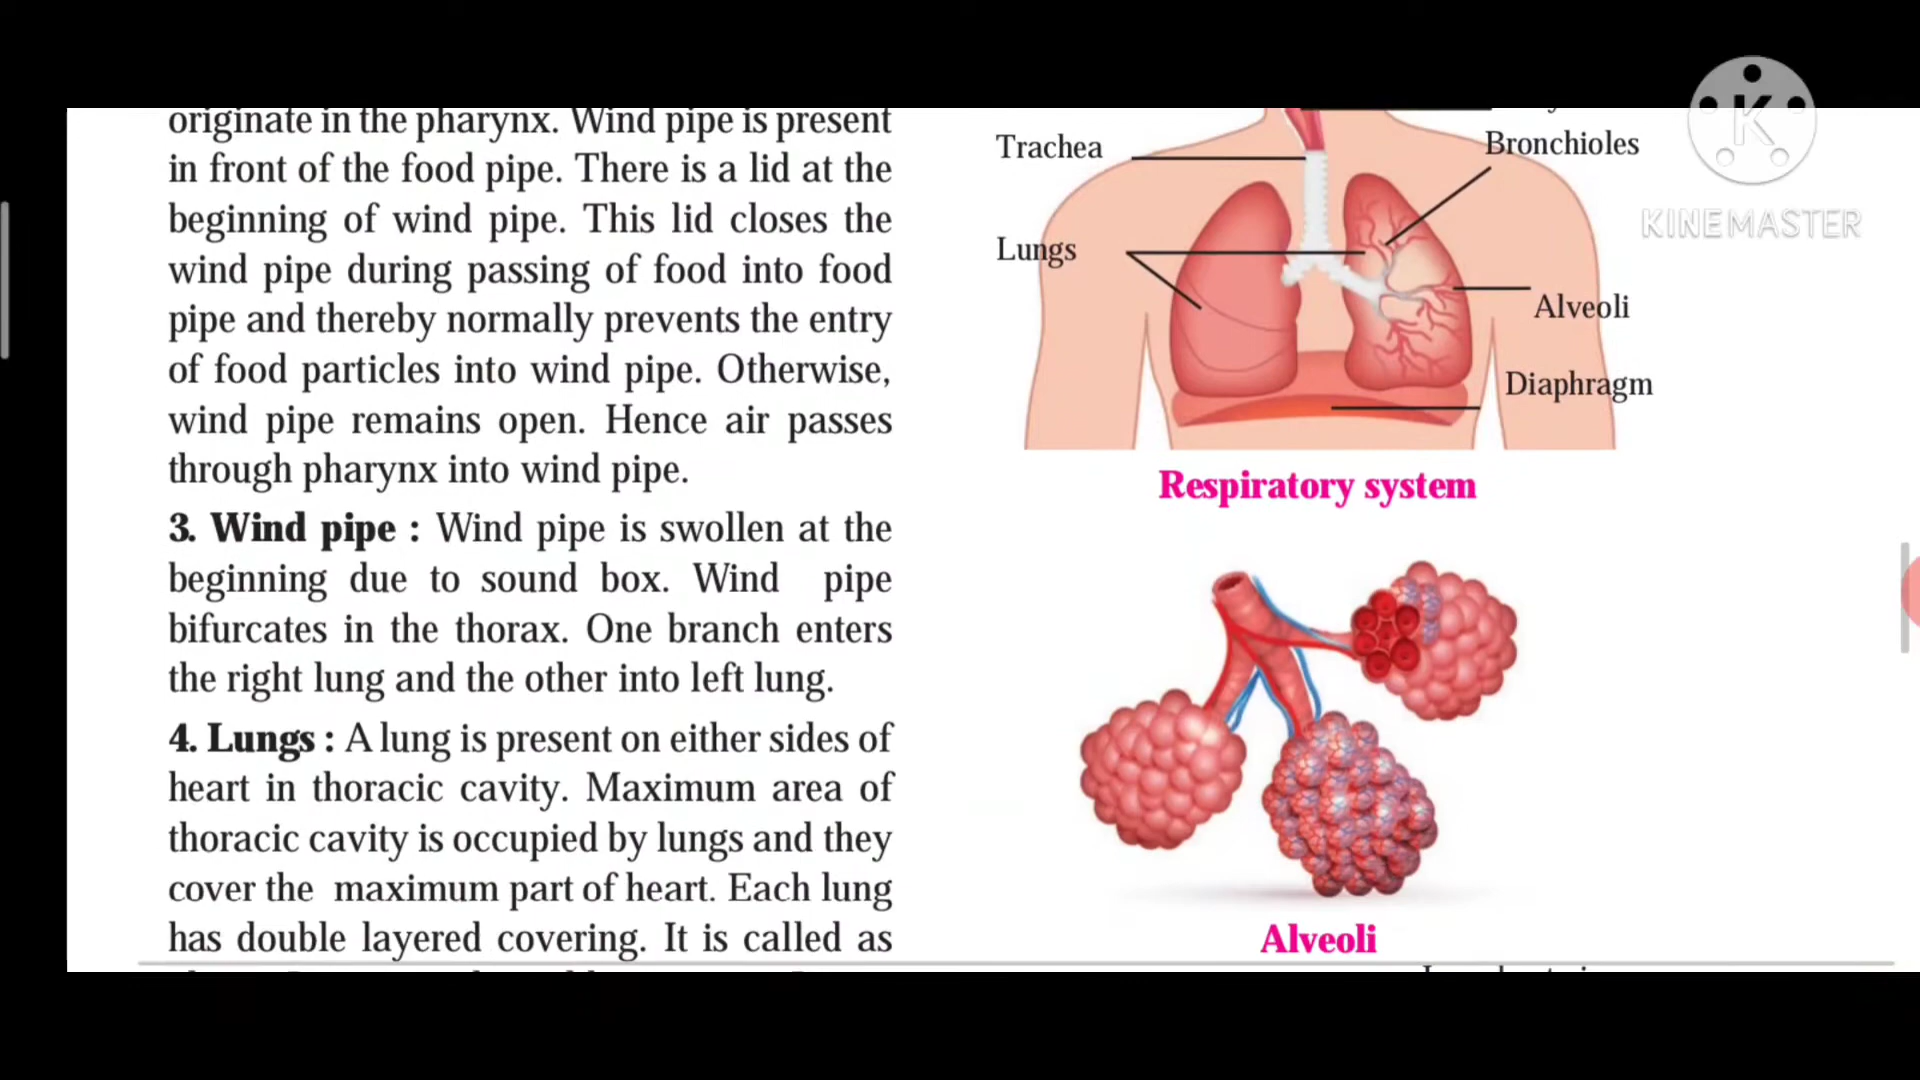 originate in the pharynx. Wind pipe is present
in front of the food pipe. There is a lid at the
beginning of wind pipe. This lid closes the
wind pipe during passing of food into food
pipe and thereby normally prevents the entry
of food particles into wind pipe. Otherwise,
wind pipe remains open. Hence air passes
through pharynx into wind pipe.
3. Wind pipe : Wind pipe is swollen at the
beginning due to sound box. Wind pipe
bifurcates in the thorax. One branch enters
the right lung and the other into left lung.
4. Lungs : A lung is present on either sides of
heart in thoracic cavity. Maximum area of
thoracic cavity is occupied by lungs and they
cover the maximum part of heart. Each lung
has double layered covering. It is called as
Trachea
Bronchioles
Lungs
Alveoli
Diaphragm
Respiratory system
Alveoli
K
KINEMASTER